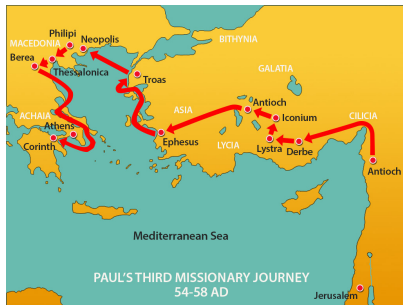 Philipi
Neopolis
MACEDONIA
BITHYNIA
Berea
Thessalonica
Troas
GALATIA
ASIA
Antioch
Iconium
CILICIA
ACHAIA
Athens
Corinth
Ephesus
LYCIA
Lystra
Derbe
Antioch
Mediterranean Sea
PAUL'S THIRD MISSIONARY JOURNEY
54-58 AD
Jerusalem